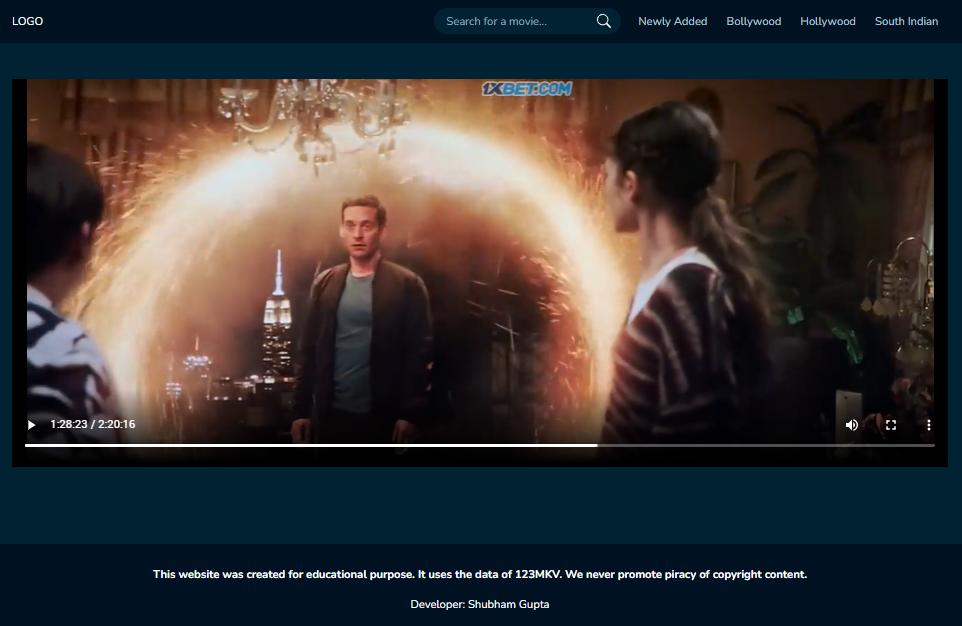 LOGO
Search for a movie...
Newly Added
Bollywood
Hollywood
South Indian
1XBET.COM
1:28:23 / 2:20:16
This website was created for educational purpose. It uses the data of 123MKV. We never promote piracy of copyright content.
Developer: Shubham Gupta